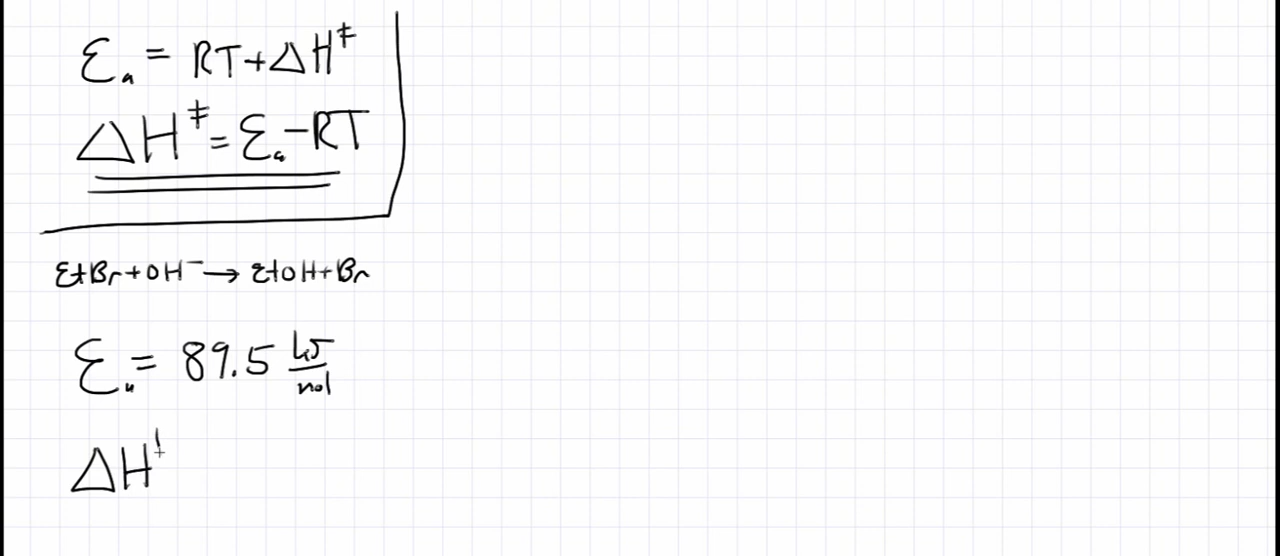 Ea = RT + ΔH‡
ΔH‡ = Ea - RT
EtBr + OH⁻ → EtOH + Br
Ea = 89.5 kJ/mol
ΔH‡